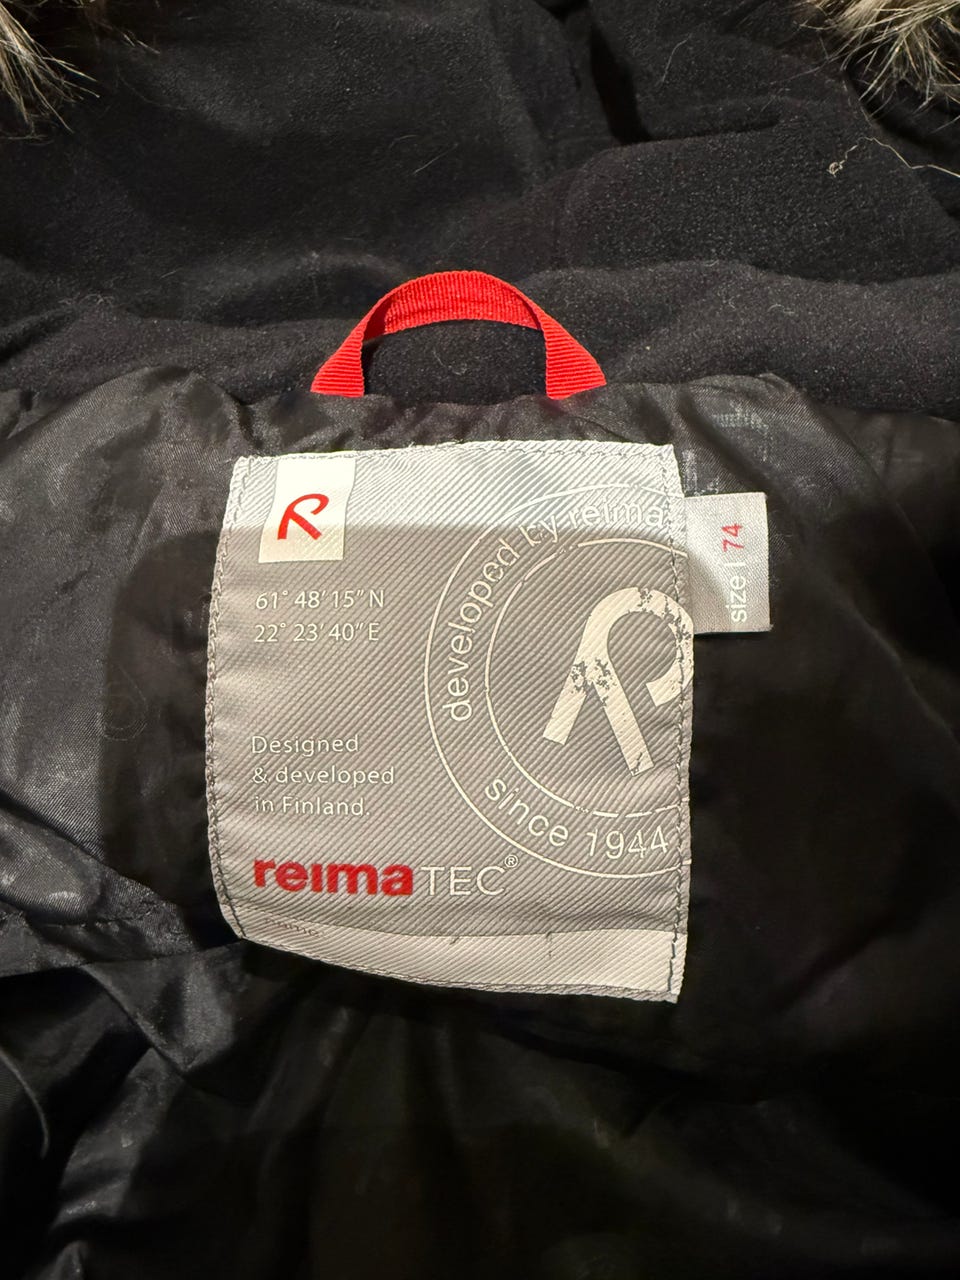 R
61° 48' 15" N
22° 23' 40" E
developed by reima
since 1944
R
Designed
& developed
in Finland.
reimaTEC®
size | 74